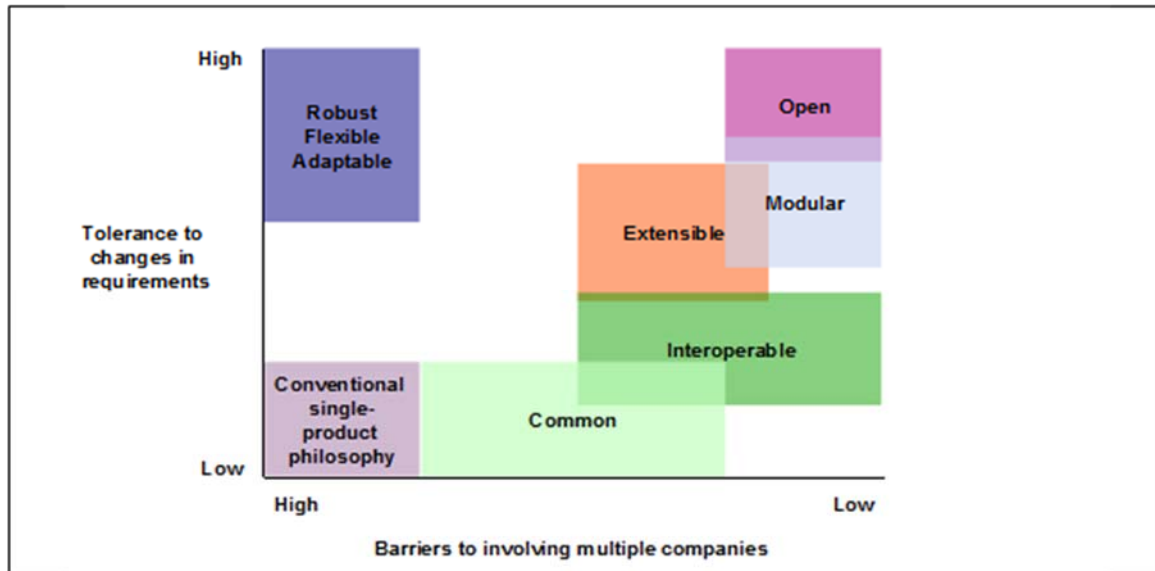 High
Robust
Flexible
Adaptable
Open
Modular
Tolerance to
changes in
requirements
Extensible
Interoperable
Conventional
single-
product
philosophy
Common
Low
High
Low
Barriers to involving multiple companies